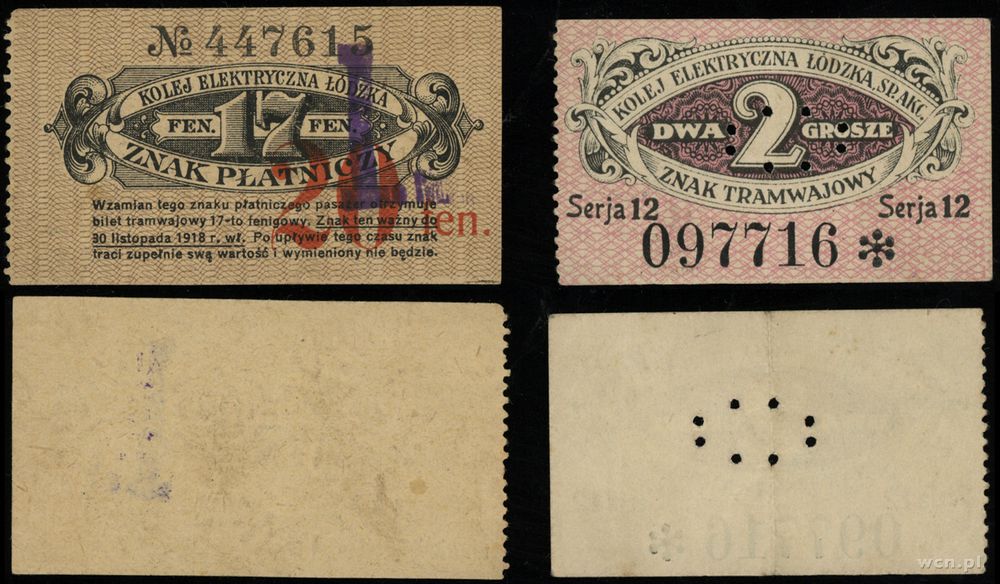 № 447615
KOLEJ ELEKTRYCZNA ŁÓDZKA
FEN. 17 FEN.
ZNAK PŁATNICZY
20 fen.
Wzamian tego znaku płatniczego pasażer otrzymuje
bilet tramwajowy 17-to fenigowy. Znak ten ważny do
30 listopada 1918 r. wł. Po upływie tego czasu znak
traci zupełnie swą wartość i wymieniony nie będzie.
KOLEJ ELEKTRYCZNA ŁÓDZKA, SP. AKC.
DWA 2 GROSZE
ZNAK TRAMWAJOWY
Serja 12 Serja 12
097716 *
097716 *
wcn.pl